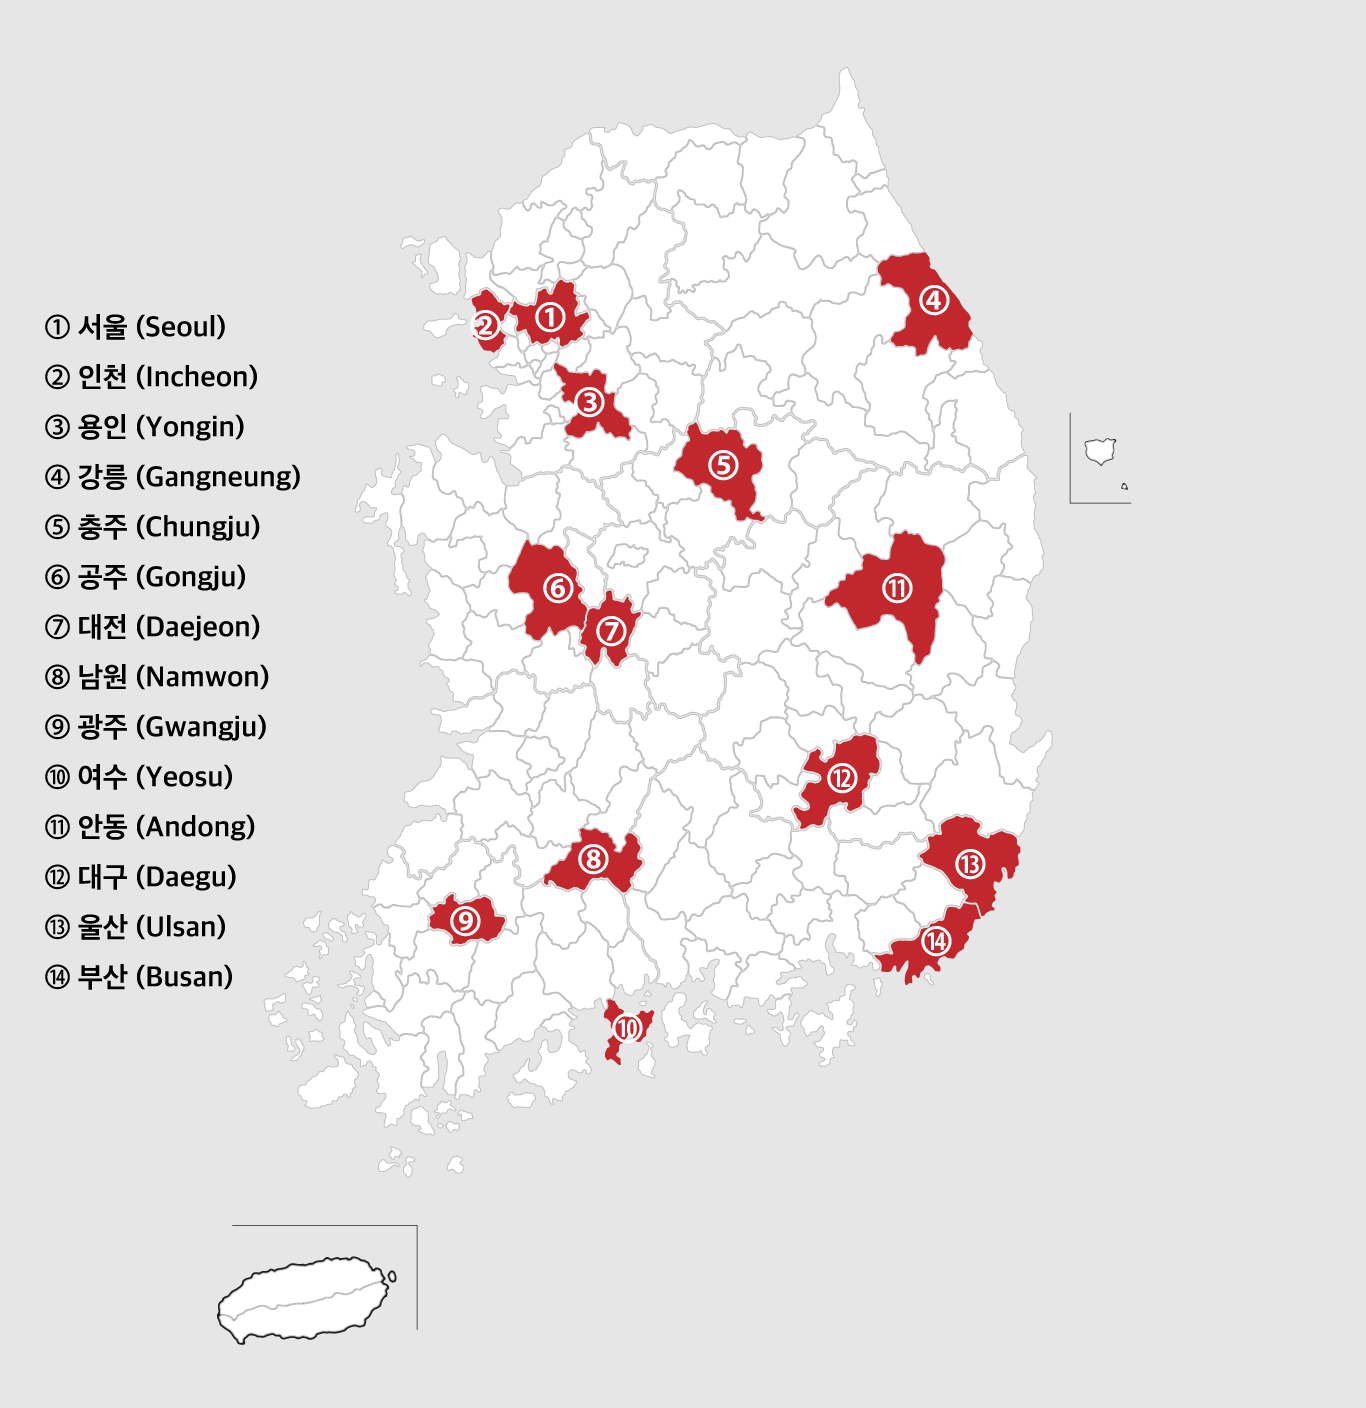 ① 서울 (Seoul)
② 인천 (Incheon)
③ 용인 (Yongin)
④ 강릉 (Gangneung)
⑤ 충주 (Chungju)
⑥ 공주 (Gongju)
⑦ 대전 (Daejeon)
⑧ 남원 (Namwon)
⑨ 광주 (Gwangju)
⑩ 여수 (Yeosu)
⑪ 안동 (Andong)
⑫ 대구 (Daegu)
⑬ 울산 (Ulsan)
⑭ 부산 (Busan)
④
①
②
③
⑤
⑪
⑥
⑦
⑫
⑧
⑬
⑨
⑭
⑩